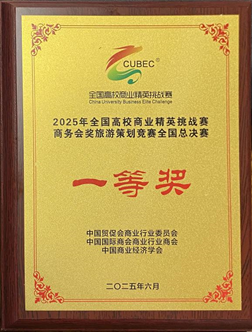 CUBEC
全国高校商业精英挑战赛
China University Business Elite Challenge
2025年全国高校商业精英挑战赛
商务会奖旅游策划竞赛全国总决赛
一等奖
中国贸促会商业行业委员会
中国国际商会商业行业商会
中国商业经济学会
二〇二五年六月